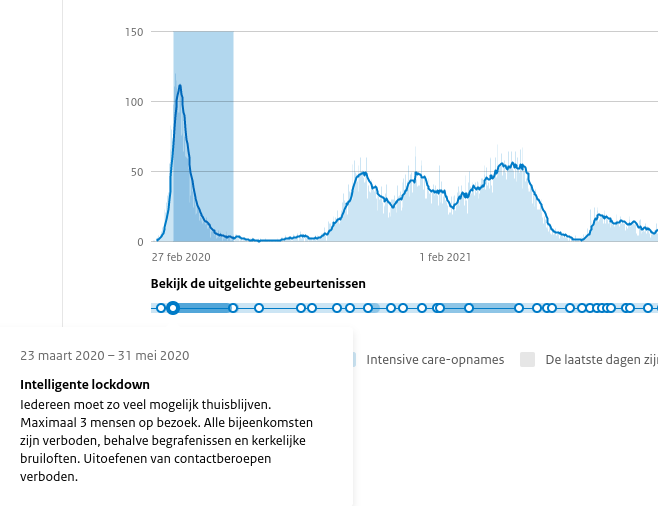 150
100
50
0
27 feb 2020
1 feb 2021
Bekijk de uitgelichte gebeurtenissen
Intensive care-opnames
De laatste dagen zij
23 maart 2020 – 31 mei 2020
Intelligente lockdown
Iedereen moet zo veel mogelijk thuisblijven.
Maximaal 3 mensen op bezoek. Alle bijeenkomsten
zijn verboden, behalve begrafenissen en kerkelijke
bruiloften. Uitoefenen van contactberoepen
verboden.